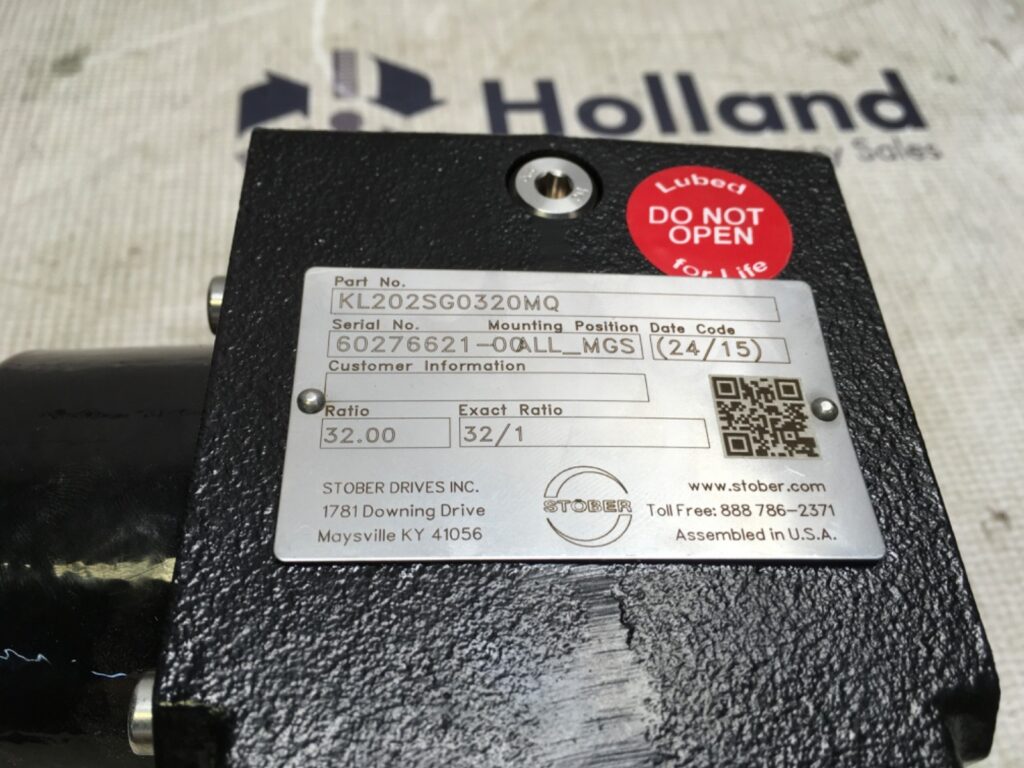 Holland
Sales
Lubed
DO NOT
OPEN
for Life
Part No.
KL202SG0320MQ
Serial No. Mounting Position Date Code
60276621-00 ALL_MGS (24/15)
Customer Information
Ratio Exact Ratio
32.00 32/1
STOBER DRIVES INC.
1781 Downing Drive
Maysville KY 41056
STOBER
www.stober.com
Toll Free: 888 786-2371
Assembled in U.S.A.